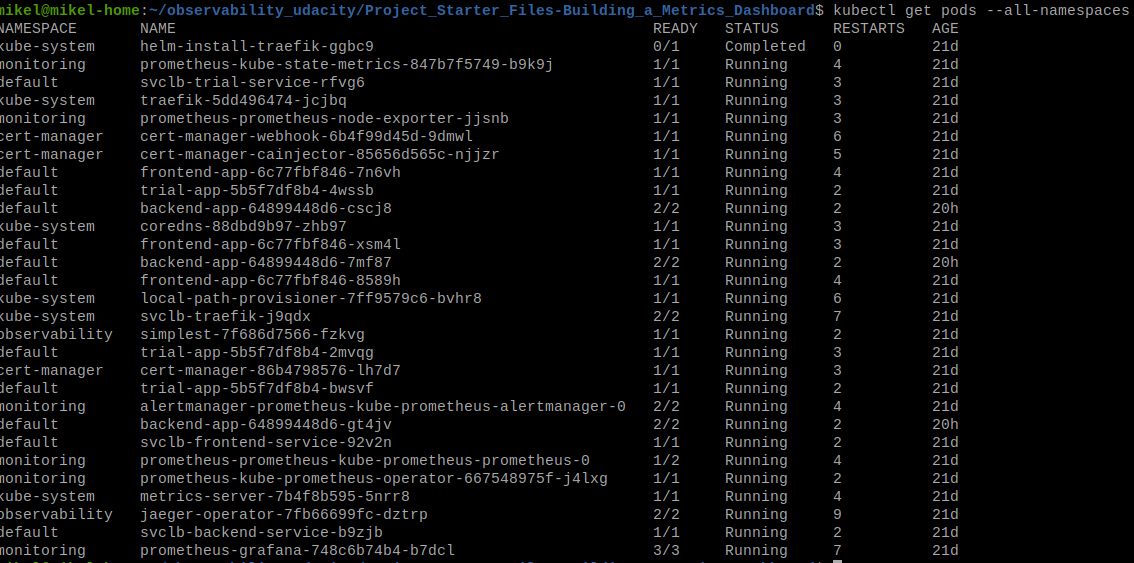 mikel@mikel-home:~/observability_udacity/Project_Starter_Files-Building_a_Metrics_Dashboard$ kubectl get pods --all-namespaces
NAMESPACE NAME READY STATUS RESTARTS AGE
kube-system helm-install-traefik-ggbc9 0/1 Completed 0 21d
monitoring prometheus-kube-state-metrics-847b7f5749-b9k9j 1/1 Running 4 21d
default svclb-trial-service-rfvg6 1/1 Running 3 21d
kube-system traefik-5dd496474-jcjbq 1/1 Running 3 21d
monitoring prometheus-prometheus-node-exporter-jjsnb 1/1 Running 3 21d
cert-manager cert-manager-webhook-6b4f99d45d-9dmwl 1/1 Running 6 21d
cert-manager cert-manager-cainjector-85656d565c-njjzr 1/1 Running 5 21d
default frontend-app-6c77fbf846-7n6vh 1/1 Running 4 21d
default trial-app-5b5f7df8b4-4wssb 1/1 Running 2 21d
default backend-app-64899448d6-cscj8 2/2 Running 2 20h
kube-system coredns-88dbd9b97-zhb97 1/1 Running 3 21d
default frontend-app-6c77fbf846-xsm4l 1/1 Running 3 21d
default backend-app-64899448d6-7mf87 2/2 Running 2 20h
default frontend-app-6c77fbf846-8589h 1/1 Running 4 21d
kube-system local-path-provisioner-7ff9579c6-bvhr8 1/1 Running 6 21d
kube-system svclb-traefik-j9qdx 2/2 Running 7 21d
observability simplest-7f686d7566-fzkvg 1/1 Running 2 21d
default trial-app-5b5f7df8b4-2mvqg 1/1 Running 3 21d
cert-manager cert-manager-86b4798576-lh7d7 1/1 Running 3 21d
default trial-app-5b5f7df8b4-bwsvf 1/1 Running 2 21d
monitoring alertmanager-prometheus-kube-prometheus-alertmanager-0 2/2 Running 4 21d
default backend-app-64899448d6-gt4jv 2/2 Running 2 20h
default svclb-frontend-service-92v2n 1/1 Running 2 21d
monitoring prometheus-prometheus-kube-prometheus-prometheus-0 1/2 Running 4 21d
monitoring prometheus-kube-prometheus-operator-667548975f-j4lxg 1/1 Running 2 21d
kube-system metrics-server-7b4f8b595-5nrr8 1/1 Running 4 21d
observability jaeger-operator-7fb66699fc-dztrp 2/2 Running 9 21d
default svclb-backend-service-b9zjb 1/1 Running 2 21d
monitoring prometheus-grafana-748c6b74b4-b7dcl 3/3 Running 7 21d